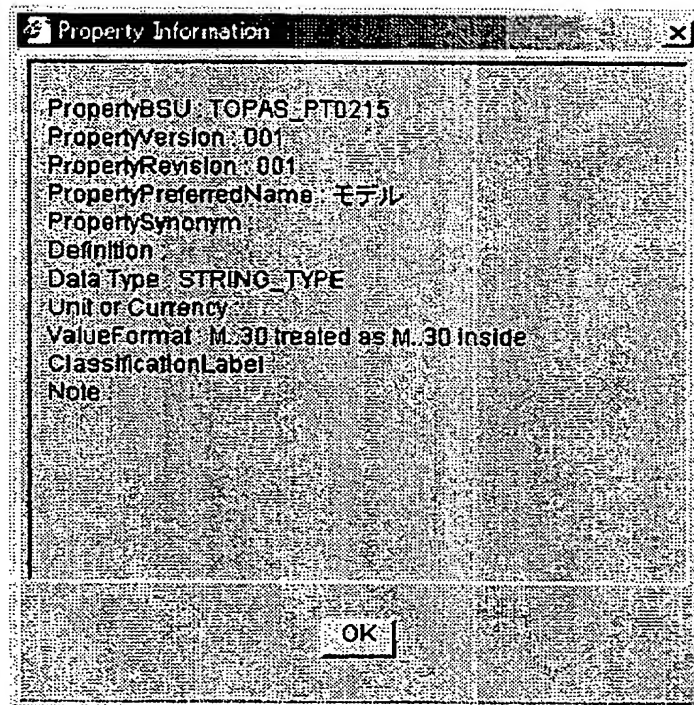 Property Information
PropertyBSU : TOPAS_PT0215
PropertyVersion : 001
PropertyRevision : 001
PropertyPreferredName : モデル
PropertySynonym :
Definition :
Data Type : STRING_TYPE
Unit or Currency :
ValueFormat : M..30 treated as M..30 inside
ClassificationLabel :
Note :
OK